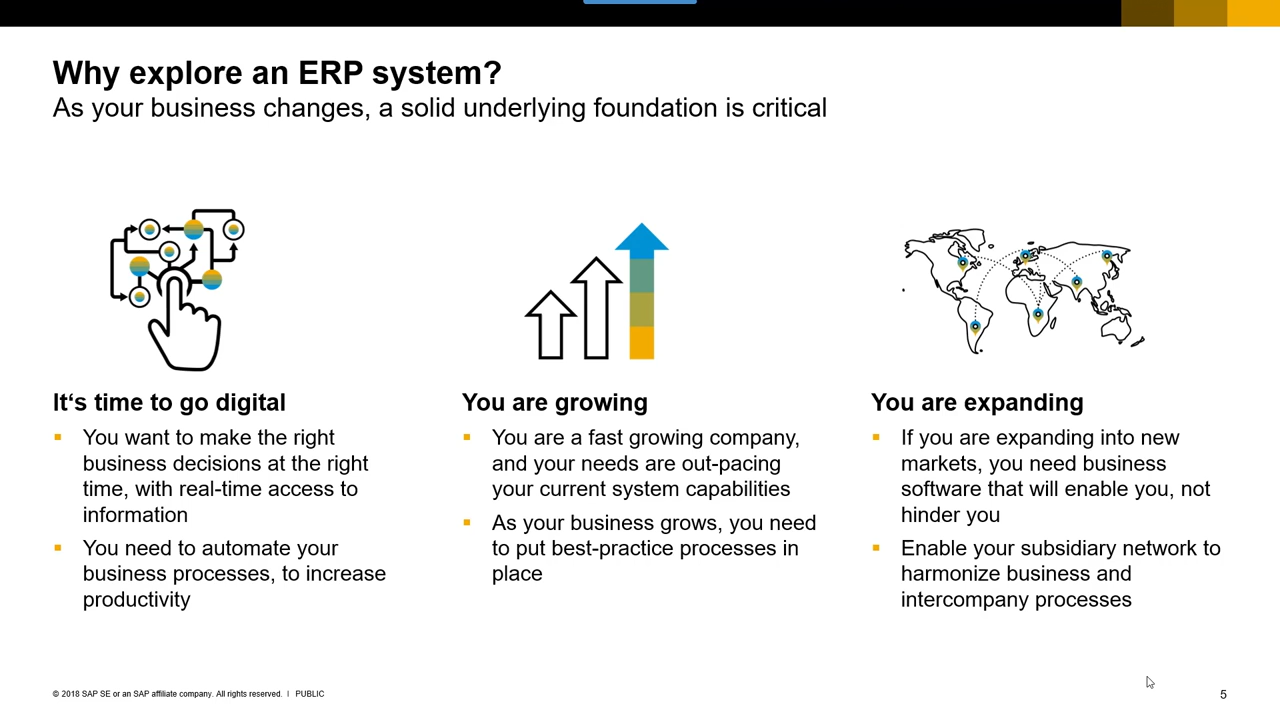 Why explore an ERP system?
As your business changes, a solid underlying foundation is critical
It‘s time to go digital
▪ You want to make the right
business decisions at the right
time, with real-time access to
information
▪ You need to automate your
business processes, to increase
productivity
You are growing
▪ You are a fast growing company,
and your needs are out-pacing
your current system capabilities
▪ As your business grows, you need
to put best-practice processes in
place
You are expanding
▪ If you are expanding into new
markets, you need business
software that will enable you, not
hinder you
▪ Enable your subsidiary network to
harmonize business and
intercompany processes
© 2018 SAP SE or an SAP affiliate company. All rights reserved. | PUBLIC
5